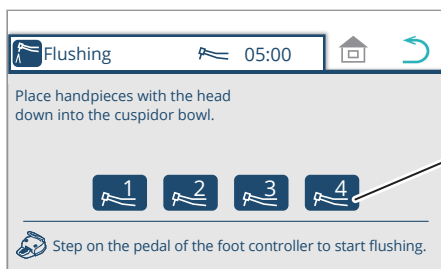 Flushing 05:00
Place handpieces with the head
down into the cuspidor bowl.
1 2 3 4
Step on the pedal of the foot controller to start flushing.